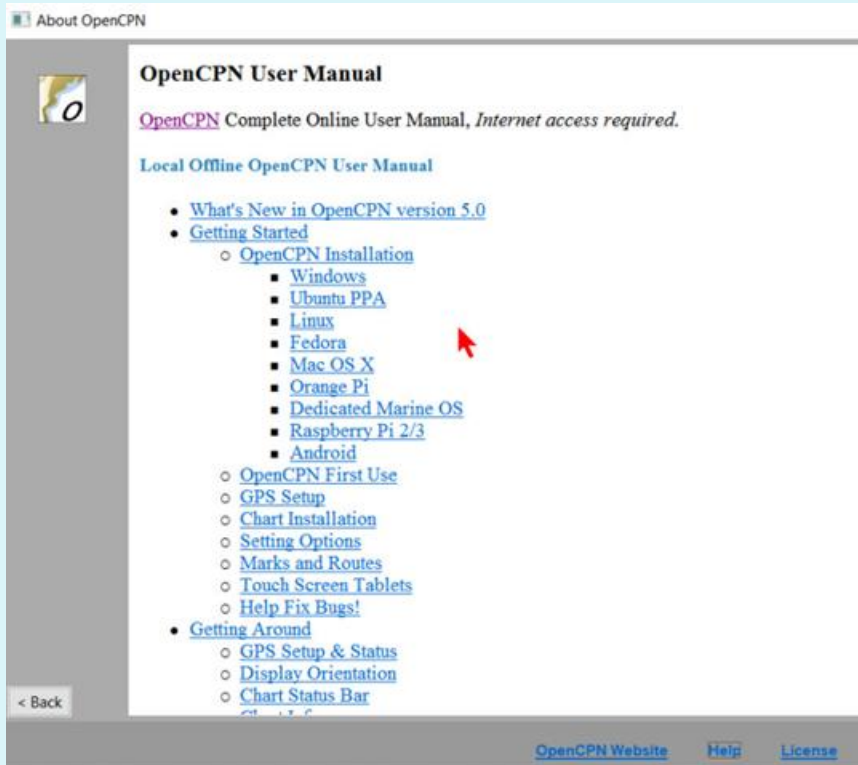 About OpenCPN
OpenCPN User Manual
OpenCPN Complete Online User Manual, Internet access required.
Local Offline OpenCPN User Manual
What's New in OpenCPN version 5.0
Getting Started
OpenCPN Installation
Windows
Ubuntu PPA
Linux
Fedora
Mac OS X
Orange Pi
Dedicated Marine OS
Raspberry Pi 2/3
Android
OpenCPN First Use
GPS Setup
Chart Installation
Setting Options
Marks and Routes
Touch Screen Tablets
Help Fix Bugs!
Getting Around
GPS Setup & Status
Display Orientation
Chart Status Bar
< Back
OpenCPN Website Help License